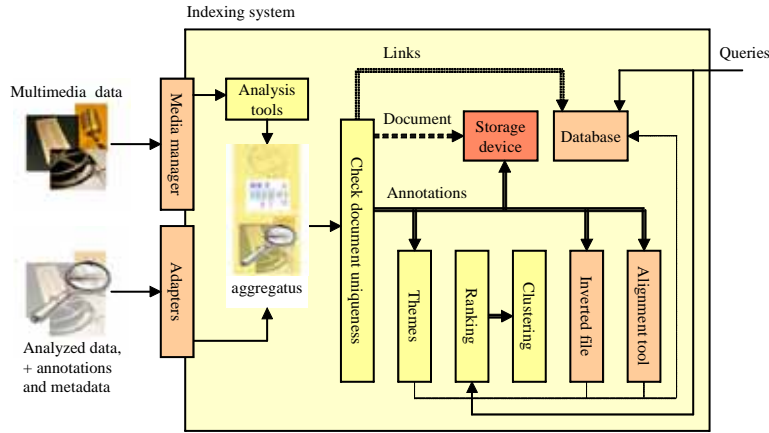 Indexing system
Links
Queries
Multimedia data
Media manager
Analysis
tools
Document
Storage
device
Database
Check document uniqueness
Annotations
Adapters
aggregatus
Themes
Ranking
Clustering
Inverted file
Alignment tool
Analyzed data,
+ annotations
and metadata